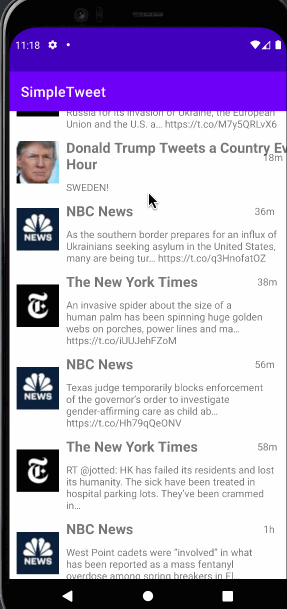 11:18
SimpleTweet
Russia for its invasion of Ukraine, the European
Union and the U.S. a... https://t.co/M7y5QRLvX6
Donald Trump Tweets a Country Ev
Hour
18m
SWEDEN!
NBC News 36m
As the southern border prepares for an influx of
Ukrainians seeking asylum in the United States,
many are being tur... https://t.co/q3HnofatOZ
NEWS
The New York Times 38m
An invasive spider about the size of a
human palm has been spinning huge golden
webs on porches, power lines and ma...
https://t.co/iUUJehFZoM
NBC News 56m
Texas judge temporarily blocks enforcement
of the governor's order to investigate
gender-affirming care as child ab...
https://t.co/Hh79qQeONV
NEWS
The New York Times 58m
RT @jotted: HK has failed its residents and lost
its humanity. The sick have been treated in
hospital parking lots. They've been crammed
in...
NBC News 1h
West Point cadets were "involved" in what
has been reported as a mass fentanyl
overdose among spring breakers in Fl...
NEWS